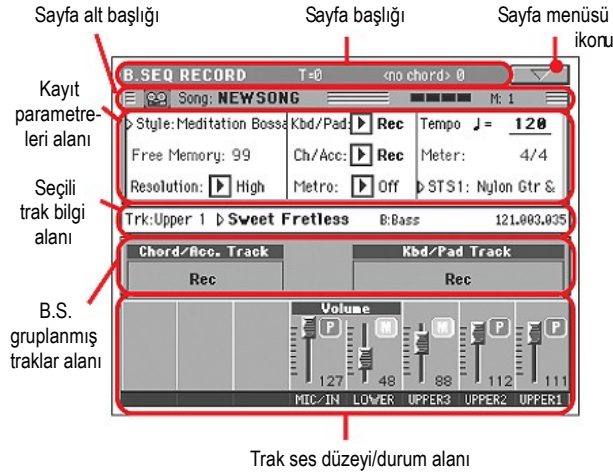 Sayfa alt başlığı
Sayfa başlığı
Sayfa menüsü
ikonu
B.SEQ RECORD T=0 <no chord> 0
Song: NEWSONG M: 1
Kayıt
parametre-
leri alanı
Style: Meditation Bossa Kbd/Pad: Rec Tempo ♩= 120
Free Memory: 99 Ch/Acc: Rec Meter: 4/4
Resolution: High Metro: Off STS1: Nylon Gtr &
Seçili
trak bilgi
alanı
Trk:Upper 1 Sweet Fretless B:Bass 121.003.035
Chord/Acc. Track Kbd/Pad Track
Rec Rec
B.S.
gruplanmış
traklar alanı
Volume
P M M P P
127 48 88 112 111
MIC/IN LOWER UPPER3 UPPER2 UPPER1
Trak ses düzeyi/durum alanı